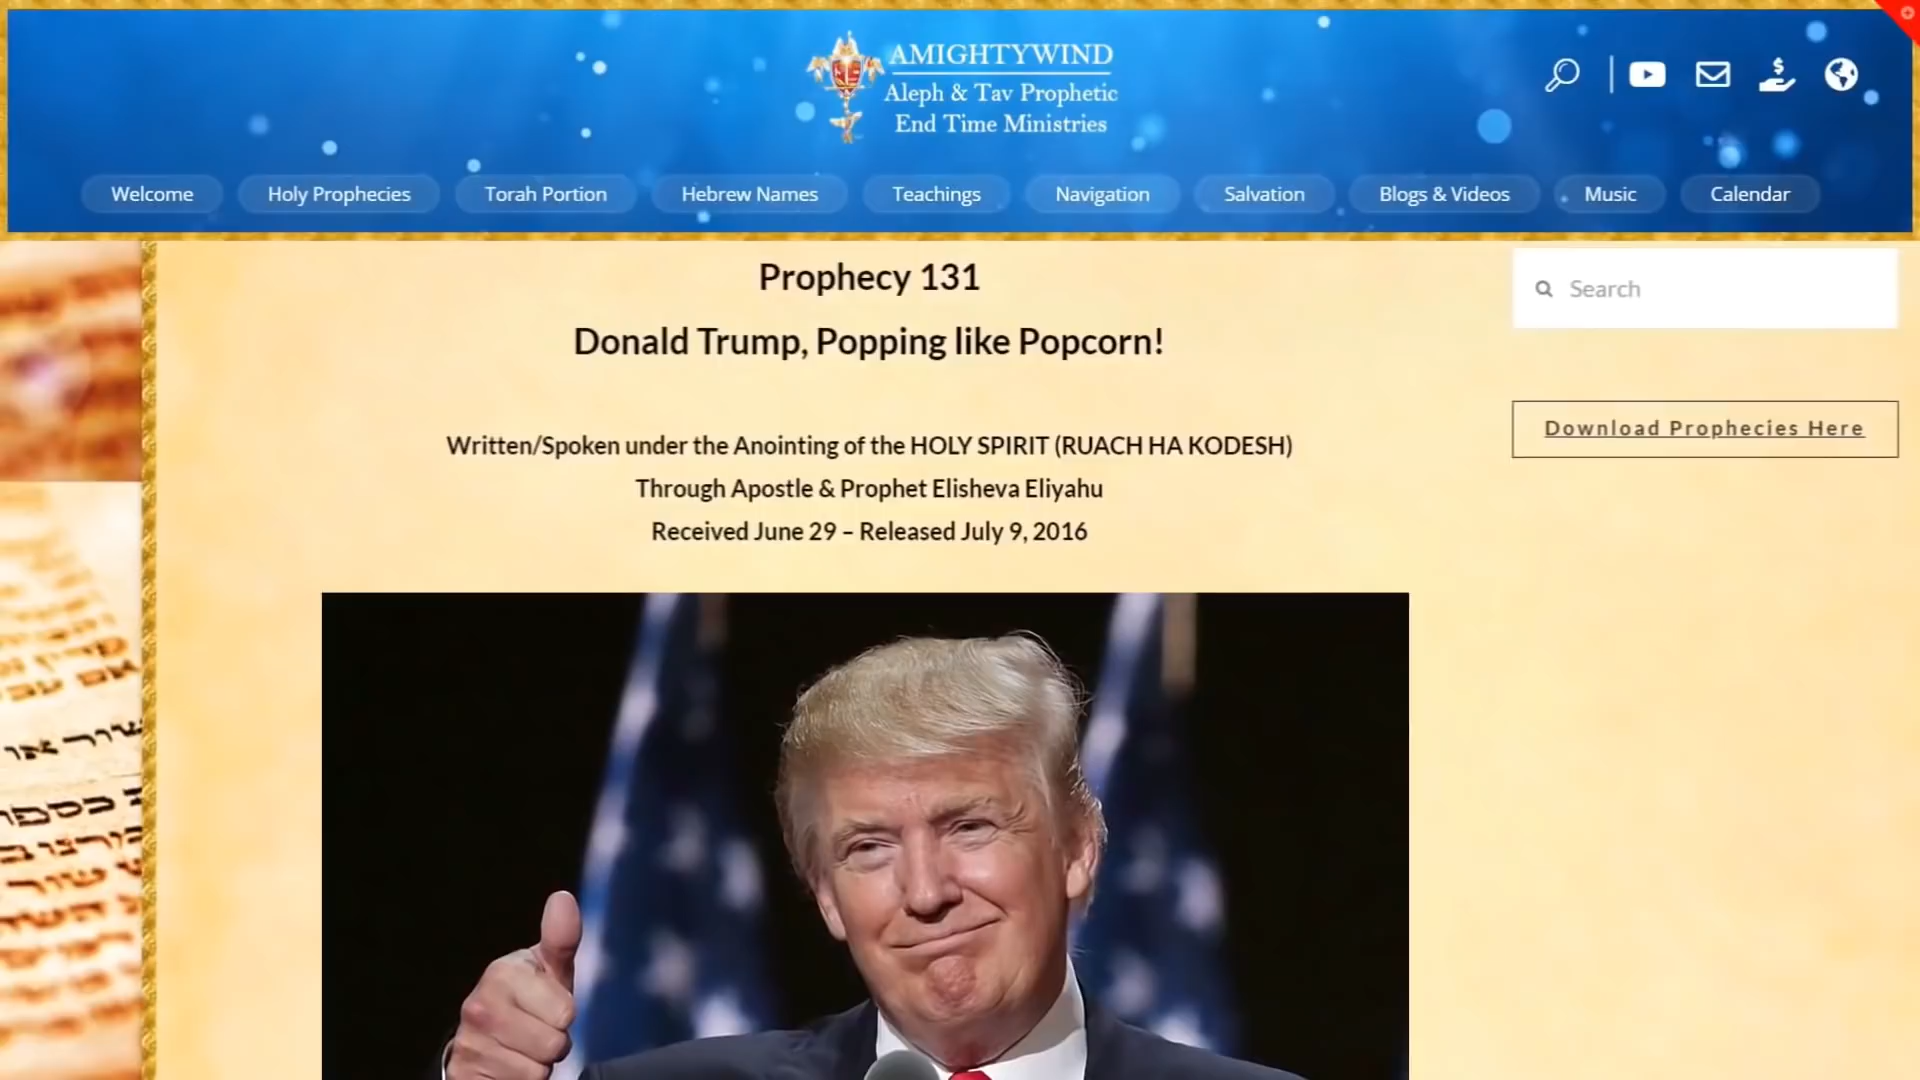 AMIGHTYWIND
Aleph & Tav Prophetic
End Time Ministries
Welcome
Holy Prophecies
Torah Portion
Hebrew Names
Teachings
Navigation
Salvation
Blogs & Videos
Music
Calendar
Prophecy 131
Donald Trump, Popping like Popcorn!
Written/Spoken under the Anointing of the HOLY SPIRIT (RUACH HA KODESH)
Through Apostle & Prophet Elisheva Eliyahu
Received June 29 – Released July 9, 2016
Search
Download Prophecies Here